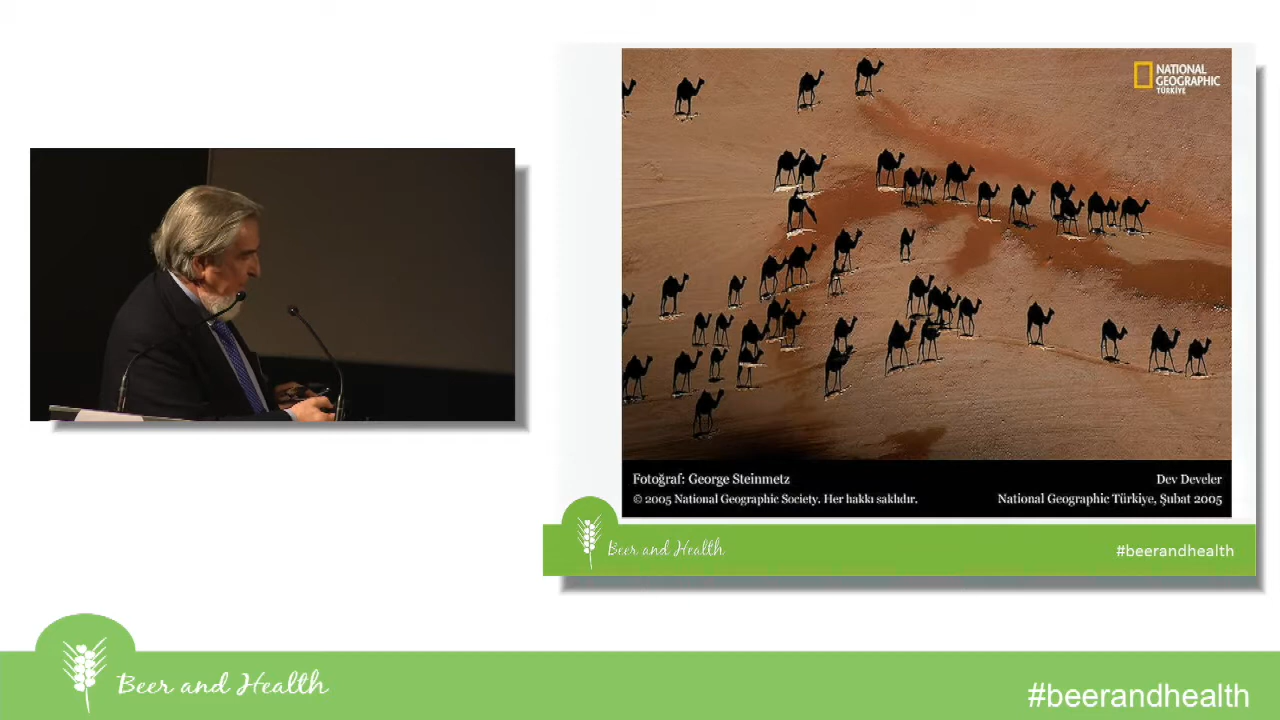 NATIONAL
GEOGRAPHIC
TÜRKİYE
Fotoğraf: George Steinmetz
Dev Develer
© 2005 National Geographic Society. Her hakkı saklıdır.
National Geographic Türkiye, Şubat 2005
Beer and Health
#beerandhealth
Beer and Health
#beerandhealth